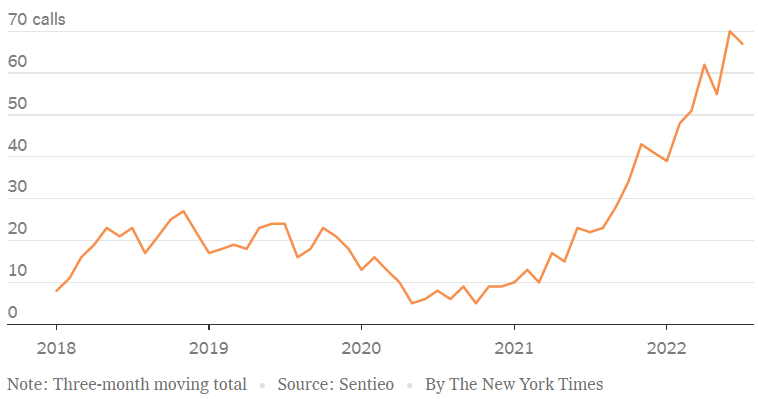 70 calls
60
50
40
30
20
10
0
2018 2019 2020 2021 2022
Note: Three-month moving total • Source: Sentieo • By The New York Times